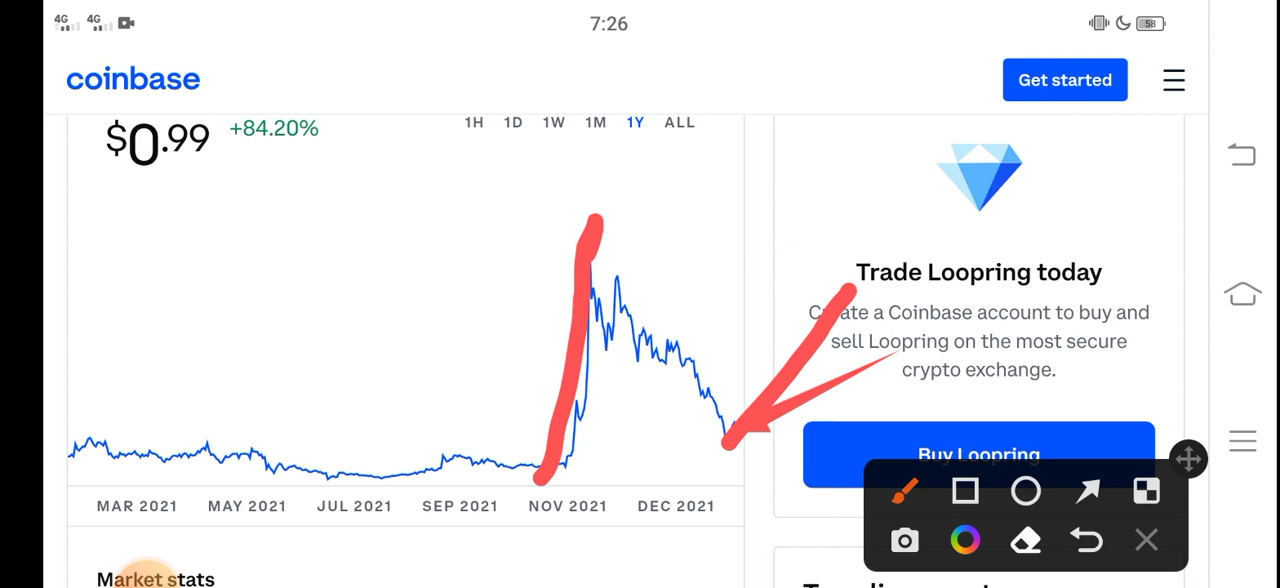 4G 4G 7:26 58
coinbase Get started
$0.99 +84.20% 1H 1D 1W 1M 1Y ALL
Trade Loopring today
Create a Coinbase account to buy and
sell Loopring on the most secure
crypto exchange.
Buy Loopring
MAR 2021 MAY 2021 JUL 2021 SEP 2021 NOV 2021 DEC 2021
Market stats